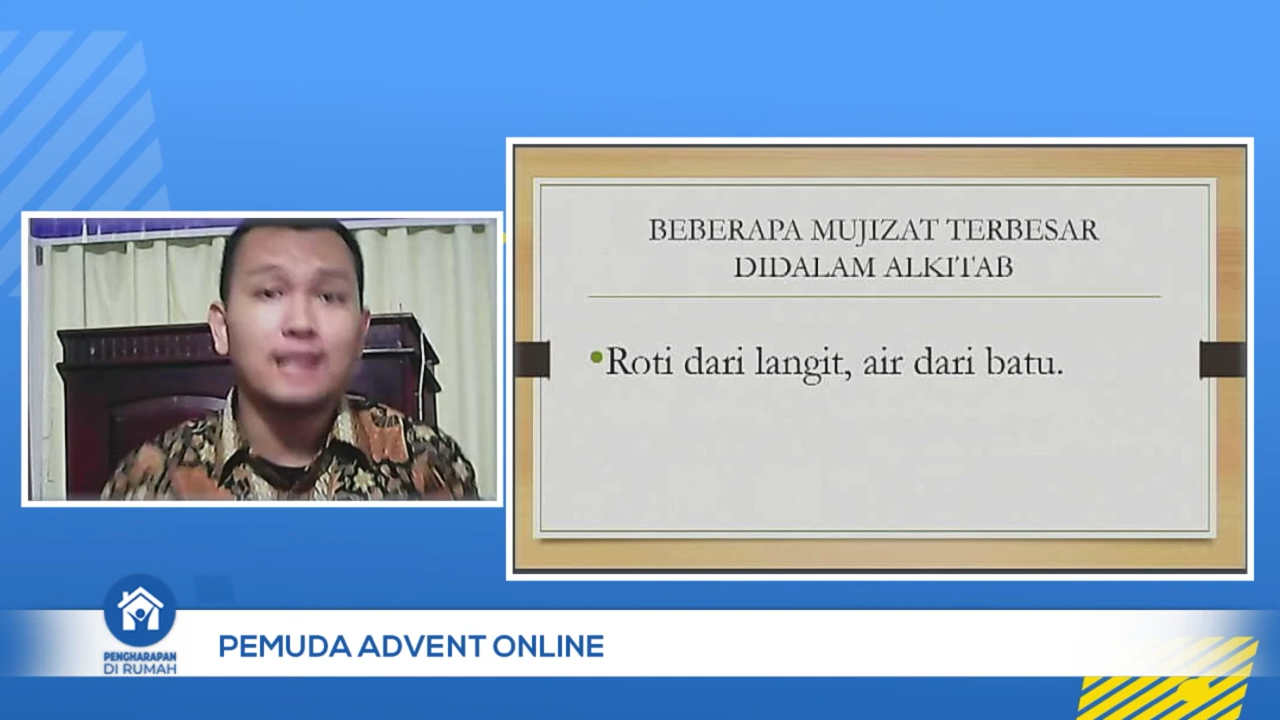 BEBERAPA MUJIZAT TERBESAR
DIDALAM ALKITAB
•Roti dari langit, air dari batu.
PENGHARAPAN
DI RUMAH
PEMUDA ADVENT ONLINE